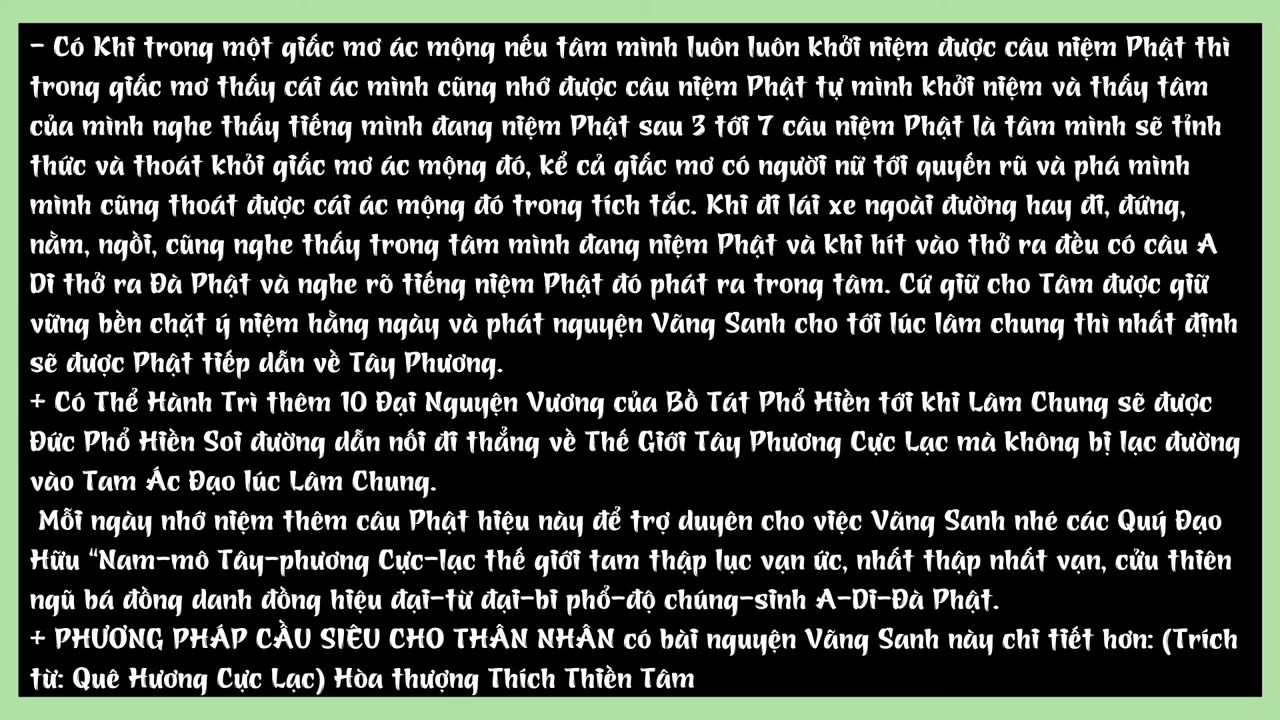 - Có Khi trong một giấc mơ ác mộng nếu tâm mình luôn luôn khởi niệm được câu niệm Phật thì
trong giấc mơ thấy cái ác mình cũng nhớ được câu niệm Phật tự mình khởi niệm và thấy tâm
của mình nghe thấy tiếng mình đang niệm Phật sau 3 tới 7 câu niệm Phật là tâm mình sẽ tỉnh
thức và thoát khỏi giấc mơ ác mộng đó, kể cả giấc mơ có người nữ tới quyến rũ và phá mình
mình cũng thoát được cái ác mộng đó trong tích tắc. Khi đi lái xe ngoài đường hay đi, đứng,
nằm, ngồi, cũng nghe thấy trong tâm mình đang niệm Phật và khi hít vào thở ra đều có câu A
Di thở ra Đà Phật và nghe rõ tiếng niệm Phật đó phát ra trong tâm. Cứ giữ cho Tâm được giữ
vững bền chặt ý niệm hằng ngày và phát nguyện Vãng Sanh cho tới lúc lâm chung thì nhất định
sẽ được Phật tiếp dẫn về Tây Phương.
+ Có Thể Hành Trì thêm 10 Đại Nguyện Vương của Bồ Tát Phổ Hiền tới khi Lâm Chung sẽ được
Đức Phổ Hiền Soi đường dẫn nối đi thẳng về Thế Giới Tây Phương Cực Lạc mà không bị lạc đường
vào Tam Ác Đạo lúc Lâm Chung.
Mỗi ngày nhớ niệm thêm câu Phật hiệu này để trợ duyên cho việc Vãng Sanh nhé các Quý Đạo
Hữu "Nam-mô Tây-phương Cực-lạc thế giới tam thập lục vạn ức, nhất thập nhất vạn, cửu thiên
ngũ bá đồng danh đồng hiệu đại-từ đại-bi phổ-độ chúng-sinh A-Di-Đà Phật.
+ PHƯƠNG PHÁP CẦU SIÊU CHO THÂN NHÂN có bài nguyện Vãng Sanh này chi tiết hơn: (Trích
từ: Quê Hương Cực Lạc) Hòa thượng Thích Thiền Tâm